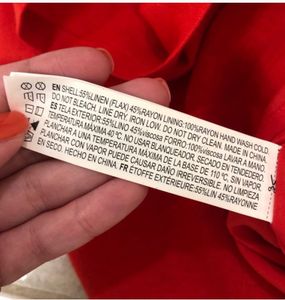 EN SHELL:55%LINEN (FLAX) 45%RAYON LINING:100%RAYON HAND WASH COLD.
DO NOT BLEACH. LINE DRY. IRON LOW. DO NOT DRY CLEAN. MADE IN CHINA.
ES TELA EXTERIOR:55%LINO 45%viscosa FORRO:100%viscosa LAVAR A MANO.
TEMPERATURA MÁXIMA 40 ºC. NO USAR BLANQUEADOR. SECADO EN TENDEDERO.
PLANCHAR A UNA TEMPERATURA MÁXIMA DE LA BASE DE 110 ºC, SIN VAPOR.
PLANCHAR CON VAPOR PUEDE CAUSAR DAÑO IRREVERSIBLE. NO LIMPIEZA
EN SECO. HECHO EN CHINA. FR ÉTOFFE EXTÉRIEURE:55%LIN 45%RAYONNE